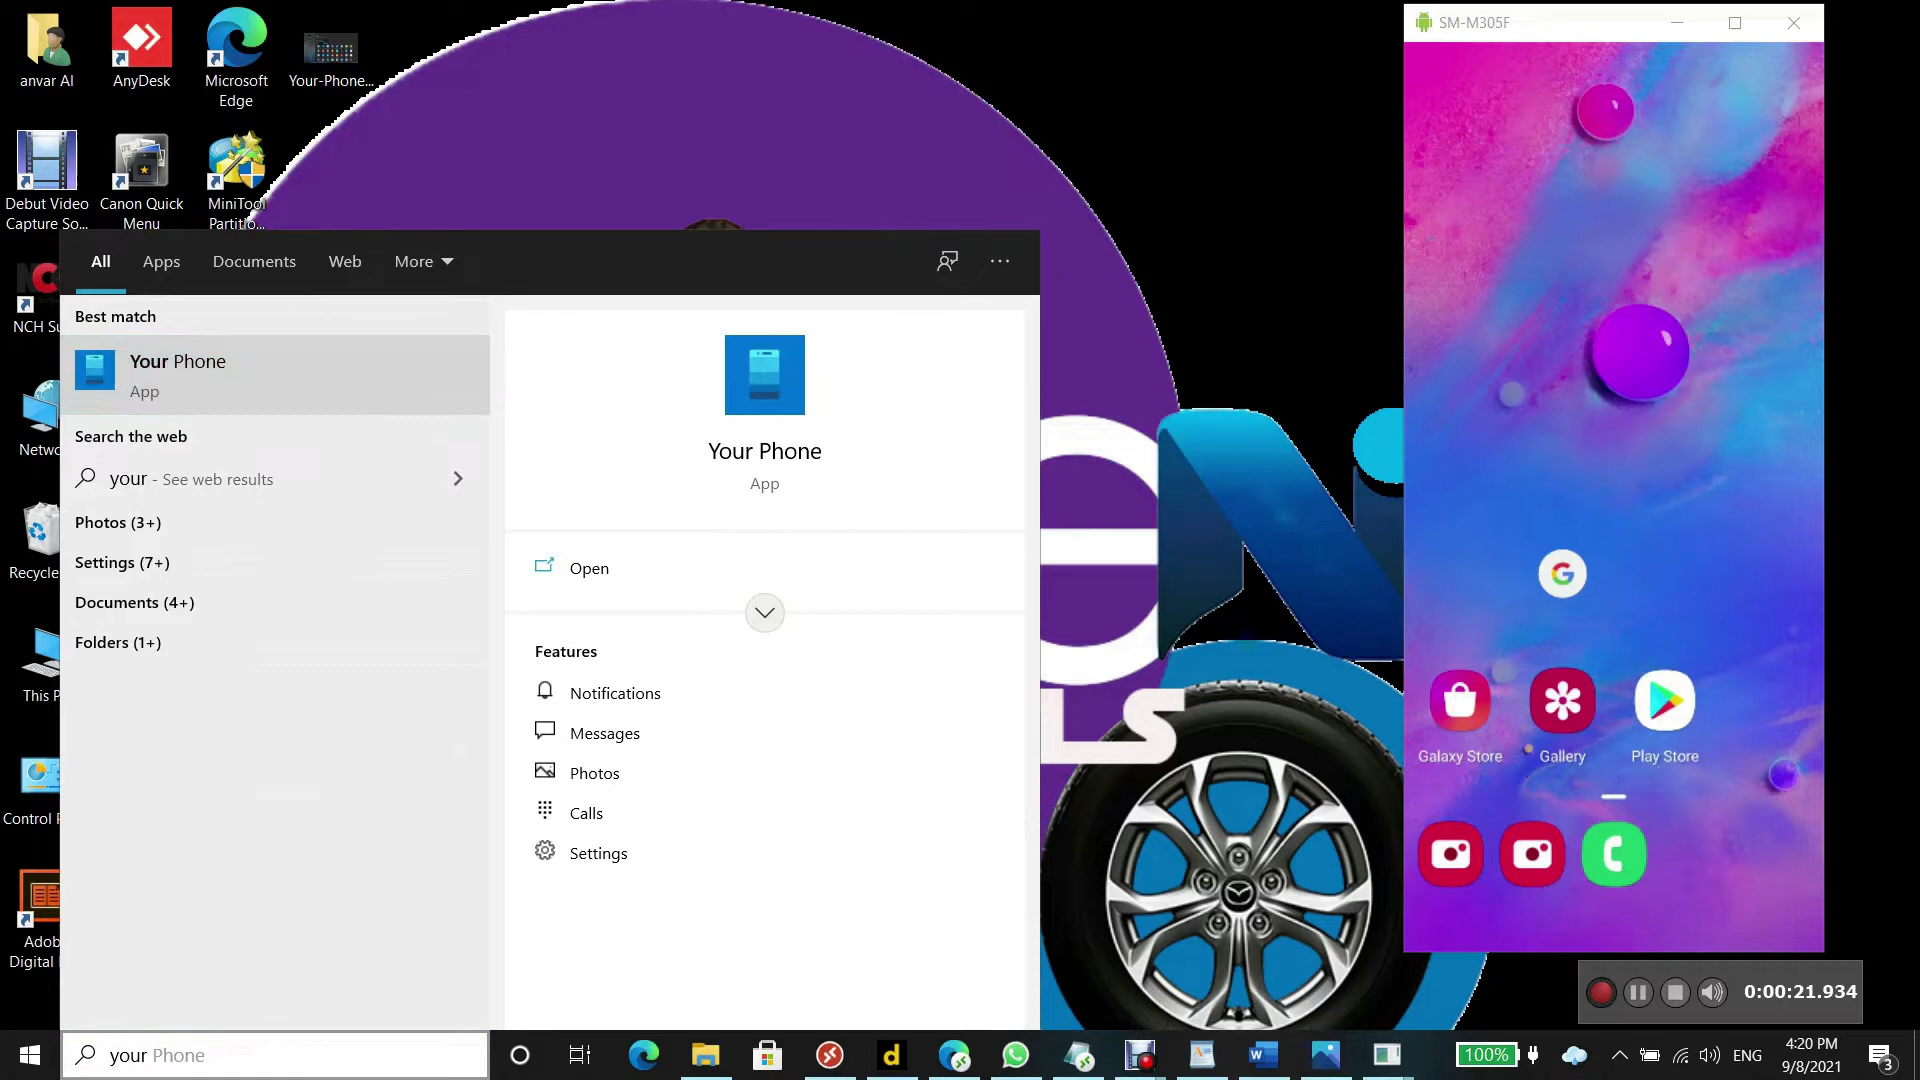 anvar Al
AnyDesk
Microsoft
Edge
Your-Phone...
Debut Video
Capture So...
Canon Quick
Menu
MiniTool
Partitio...
NCH Su
Netwo
Recycle
This P
Control P
Adob
Digital
All
Apps
Documents
Web
More
Best match
Your Phone
App
Search the web
your - See web results
Photos (3+)
Settings (7+)
Documents (4+)
Folders (1+)
Your Phone
App
Open
Features
Notifications
Messages
Photos
Calls
Settings
LS
SM-M305F
G
Galaxy Store
Gallery
Play Store
0:00:21.934
your Phone
100%
ENG
4:20 PM
9/8/2021
3